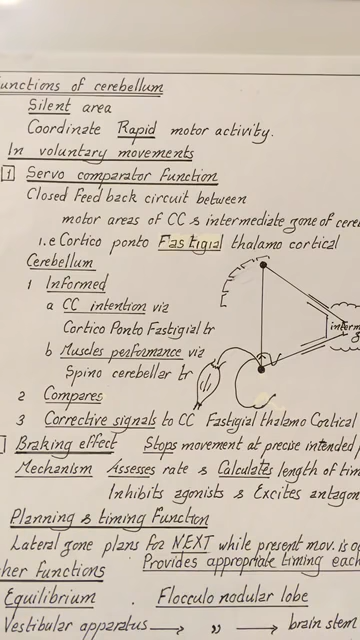 unctions of cerebellum
Silent area
Coordinate Rapid motor activity.
In voluntary movements
1 Servo comparator function
Closed feed back circuit between
motor areas of CC & intermediate zone of cere
i.e Cortico ponto Fastigial thalamo cortical
Cerebellum
1 Informed
a CC intention via
Cortico Ponto Fastigial tr
b Muscles performance via
Spino cerebellar tr
inter
2 Compares
3 Corrective signals to CC Fastigial Thalamo Cortical
Braking effect Stops movement at precise intended
Mechanism Assesses rate & Calculates length of tim
Inhibits agonists & Excites antagon
Planning & timing Function
Lateral zone plans for NEXT while present mov. is o
her functions Provides appropriate timing each
Equilibrium . Flocculo nodular lobe
Vestibular apparatus → " → brain stem